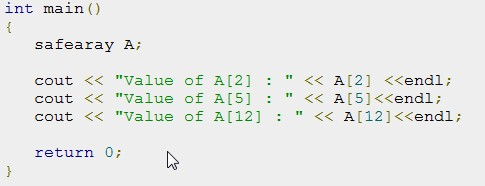 int main()
{
safearay A;
cout << "Value of A[2] : " << A[2] <<endl;
cout << "Value of A[5] : " << A[5]<<endl;
cout << "Value of A[12] : " << A[12]<<endl;
return 0;
}